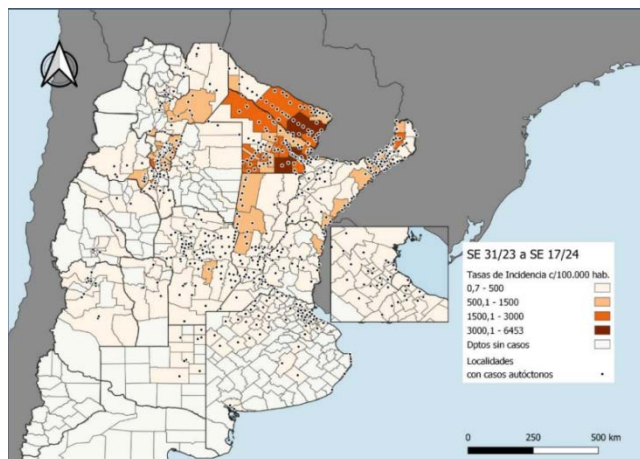 SE 31/23 a SE 17/24
Tasas de Incidencia c/100.000 hab.
0,7 - 500
500,1 - 1500
1500,1 - 3000
3000,1 - 6453
Dptos sin casos
Localidades
con casos autóctonos
0 250 500 km